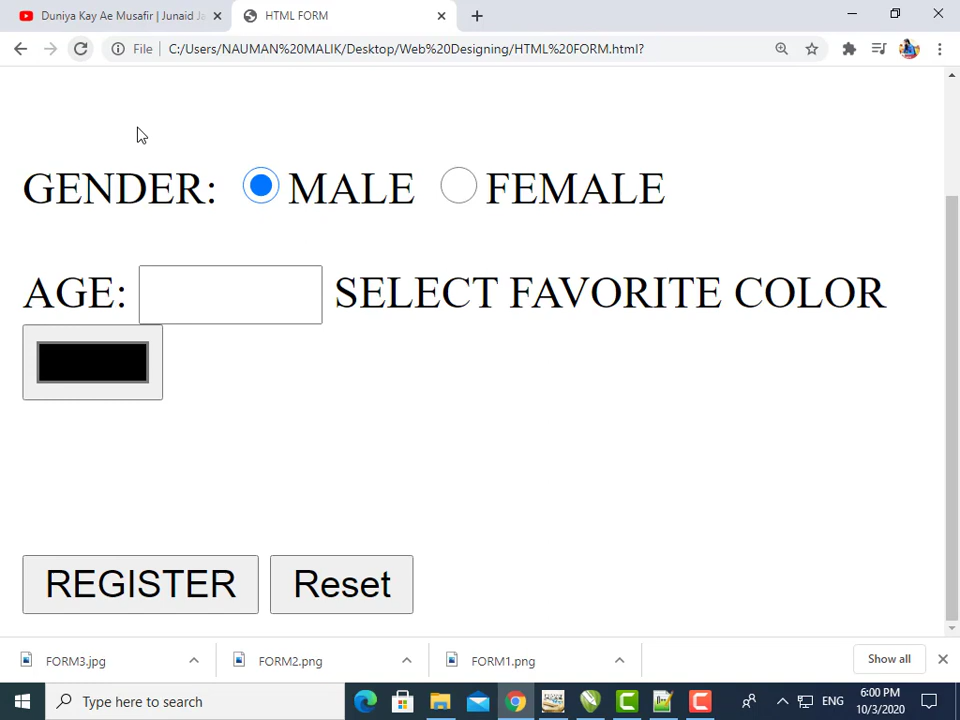 Duniya Kay Ae Musafir | Junaid Ja
HTML FORM
File
C:/Users/NAUMAN%20MALIK/Desktop/Web%20Designing/HTML%20FORM.html?
GENDER: MALE FEMALE
AGE: SELECT FAVORITE COLOR
REGISTER Reset
FORM3.jpg
FORM2.png
FORM1.png
Show all
Type here to search
ENG
6:00 PM
10/3/2020